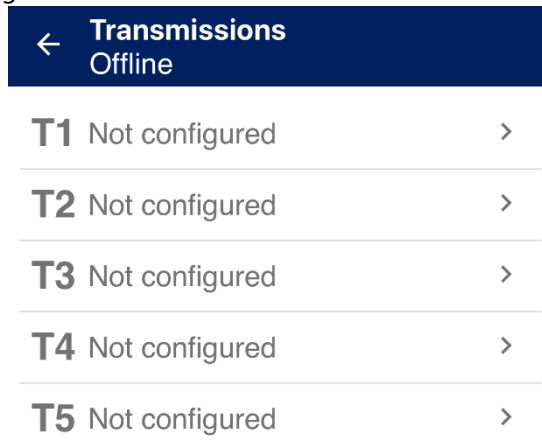 Transmissions
Offline
T1 Not configured
T2 Not configured
T3 Not configured
T4 Not configured
T5 Not configured